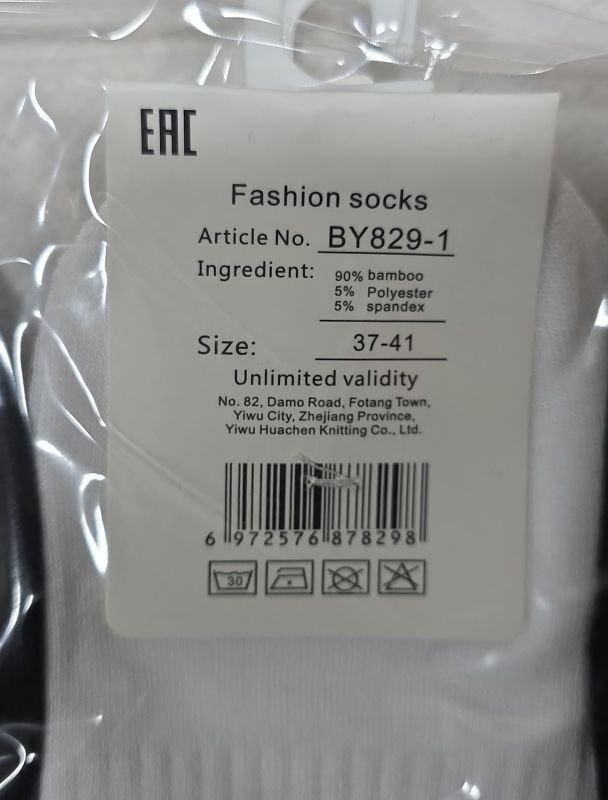 EAC
Fashion socks
Article No. BY829-1
Ingredient: 90% bamboo
5% Polyester
5% spandex
Size: 37-41
Unlimited validity
No. 82, Damo Road, Fotang Town,
Yiwu City, Zhejiang Province,
Yiwu Huachen Knitting Co., Ltd.
6 972576 878298
30